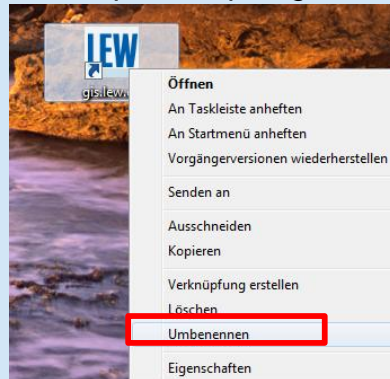 LEW
gis.lew.
Öffnen
An Taskleiste anheften
An Startmenü anheften
Vorgängerversionen wiederherstellen
Senden an
Ausschneiden
Kopieren
Verknüpfung erstellen
Löschen
Umbenennen
Eigenschaften